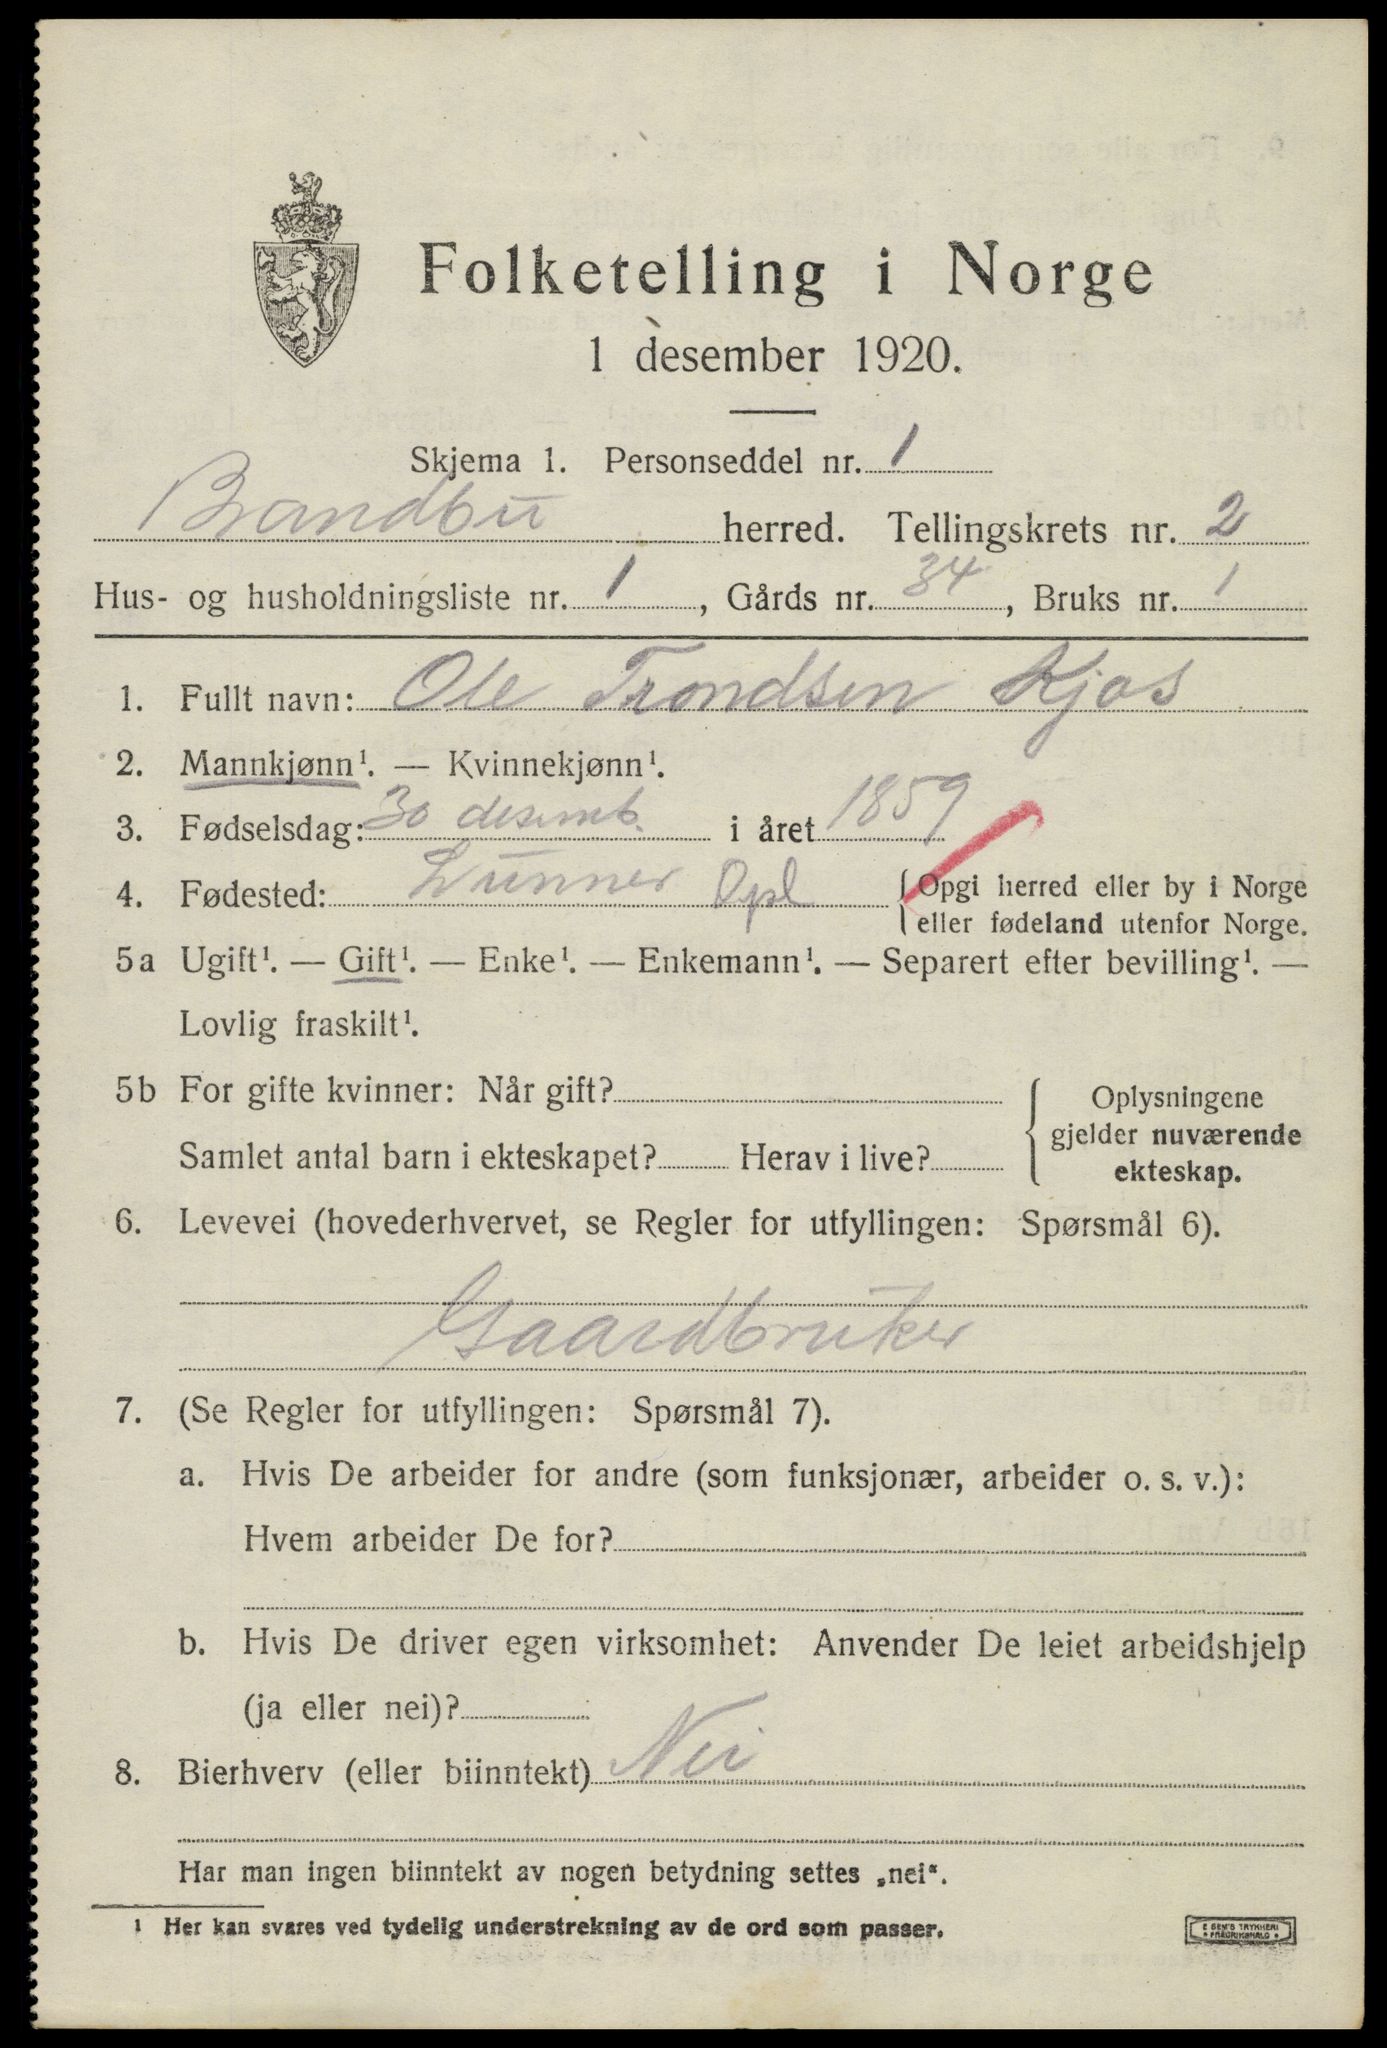 Folketelling i Norge
1 desember 1920.
Skjema 1. Personseddel nr. 1
Brandbu herred. Tellingskrets nr. 2
Hus- og husholdningsliste nr. 1, Gårds nr. 34, Bruks nr. 1
1. Fullt navn: Ole Trondsen Kjos
2. Mannkjønn¹. — Kvinnekjønn¹.
3. Fødselsdag: 30 desemb. i året 1859
4. Fødested: Lunner Opl {Opgi herred eller by i Norge
eller fødeland utenfor Norge.
5a Ugift¹. — Gift¹. — Enke¹. — Enkemann¹. — Separert efter bevilling¹. —
Lovlig fraskilt¹.
5b For gifte kvinner: Når gift?
Samlet antal barn i ekteskapet? Herav i live?
Oplysningene
gjelder nuværende
ekteskap.
6. Levevei (hovederhvervet, se Regler for utfyllingen: Spørsmål 6).
Gaardbruker
7. (Se Regler for utfyllingen: Spørsmål 7).
a. Hvis De arbeider for andre (som funksjonær, arbeider o. s. v.):
Hvem arbeider De for?
b. Hvis De driver egen virksomhet: Anvender De leiet arbeidshjelp
(ja eller nei)?
8. Bierhverv (eller biinntekt) Nei
Har man ingen biinntekt av nogen betydning settes „nei“.
¹ Her kan svares ved tydelig understrekning av de ord som passer.
E SEM'S TRYKKERI
FREDRIKSHALD